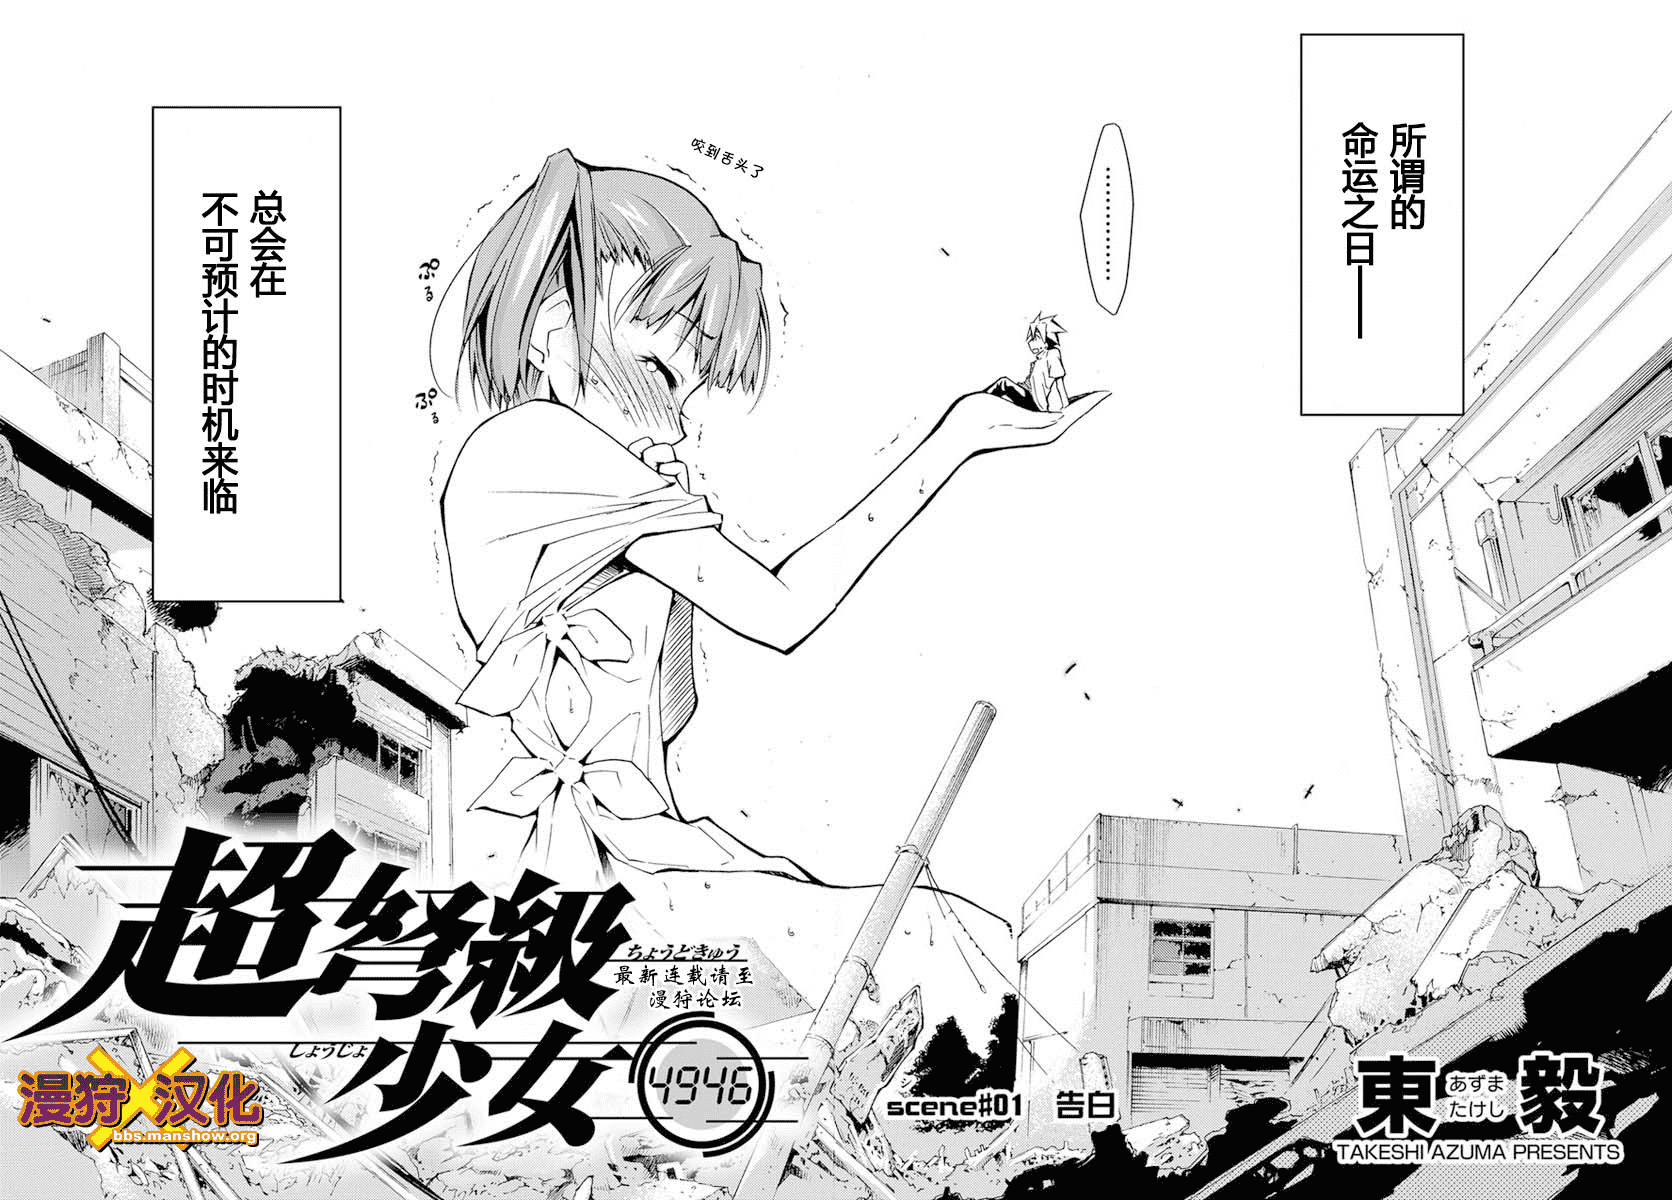 所谓的
命运之日——
…………
咬到舌头了
ぷる
ぷる
总会在
不可预计的时机来临
超弩級
ちょうどきゅう
最新连载请至
漫狩论坛
しょうじょ
少女
4946
漫狩×汉化
bbs.manshow.org
scene#01 告白
東 毅
あずま
たけし
TAKESHI AZUMA PRESENTS